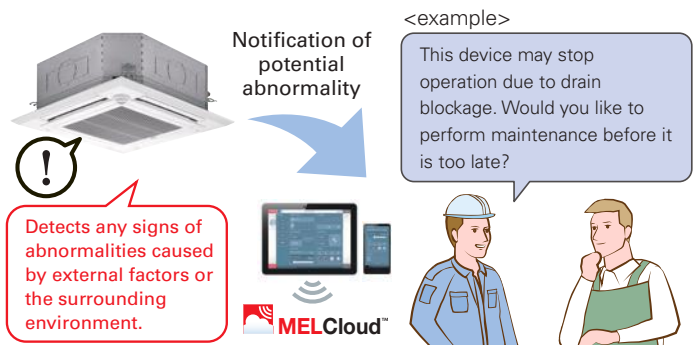 Notification of
potential
abnormality
<example>
This device may stop
operation due to drain
blockage. Would you like to
perform maintenance before it
is too late?
!
Detects any signs of
abnormalities caused
by external factors or
the surrounding
environment.
MELCloud™